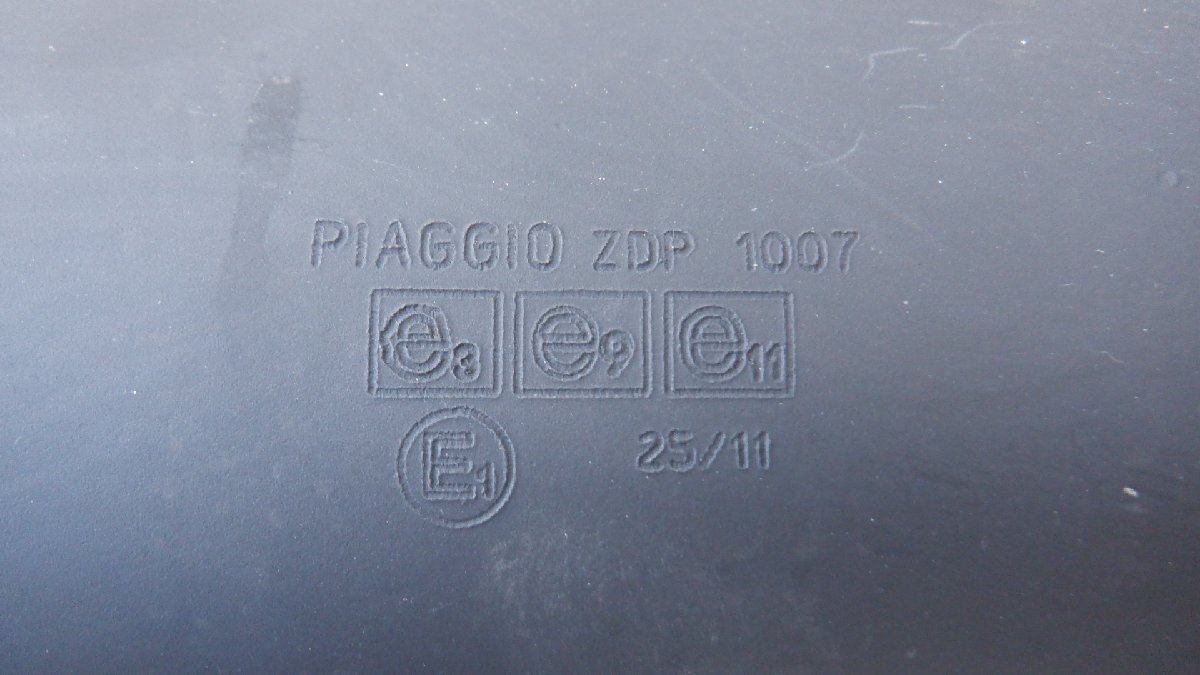 PIAGGIO ZDP 1007
e3 e9 e11
E1 25/11